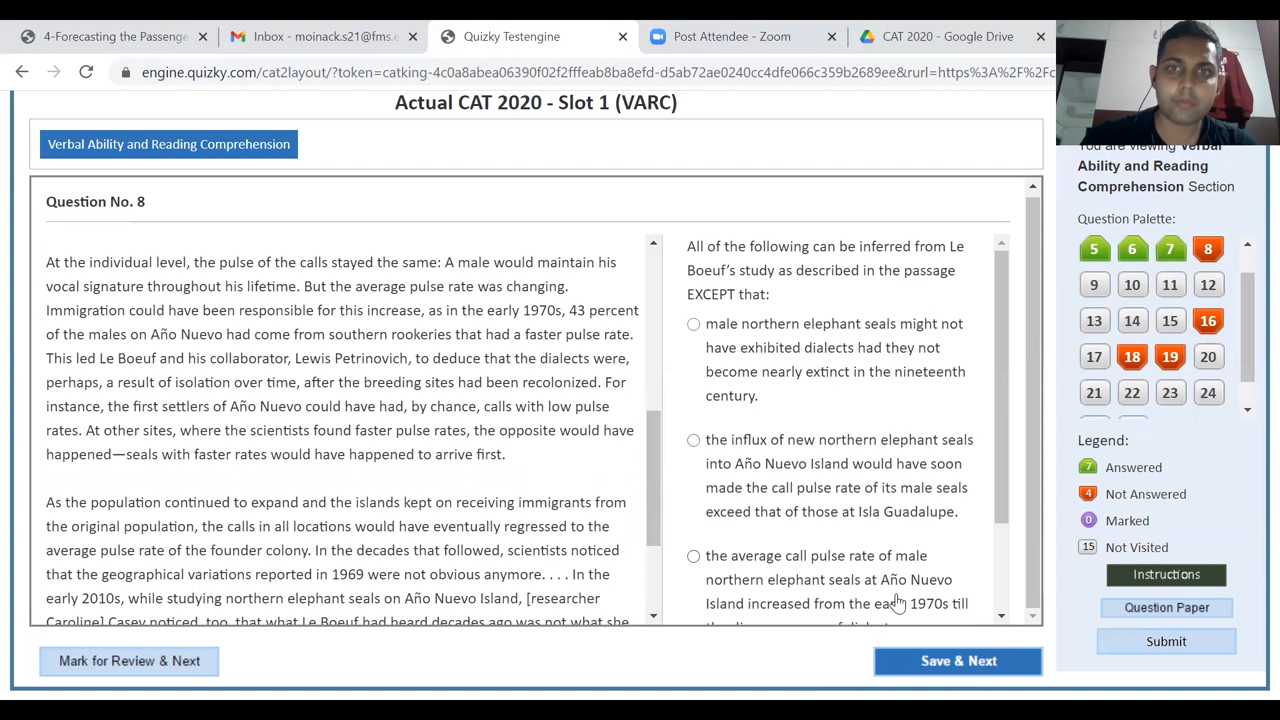 4-Forecasting the Passenge
Inbox - moinack.s21@fms.e
Quizky Testengine
Post Attendee - Zoom
CAT 2020 - Google Drive
engine.quizky.com/cat2layout/?token=catking-4c0a8abea06390f02f2fffeab8ba8efd-d5ab72ae0240cc4dfe066c359b2689ee&rurl=https%3A%2F%2Fc
Actual CAT 2020 - Slot 1 (VARC)
Verbal Ability and Reading Comprehension
Question No. 8
At the individual level, the pulse of the calls stayed the same: A male would maintain his
vocal signature throughout his lifetime. But the average pulse rate was changing.
Immigration could have been responsible for this increase, as in the early 1970s, 43 percent
of the males on Año Nuevo had come from southern rookeries that had a faster pulse rate.
This led Le Boeuf and his collaborator, Lewis Petrinovich, to deduce that the dialects were,
perhaps, a result of isolation over time, after the breeding sites had been recolonized. For
instance, the first settlers of Año Nuevo could have had, by chance, calls with low pulse
rates. At other sites, where the scientists found faster pulse rates, the opposite would have
happened—seals with faster rates would have happened to arrive first.
As the population continued to expand and the islands kept on receiving immigrants from
the original population, the calls in all locations would have eventually regressed to the
average pulse rate of the founder colony. In the decades that followed, scientists noticed
that the geographical variations reported in 1969 were not obvious anymore. . . . In the
early 2010s, while studying northern elephant seals on Año Nuevo Island, [researcher
Caroline] Casey noticed, too, that what Le Boeuf had heard decades ago was not what she
All of the following can be inferred from Le
Boeuf's study as described in the passage
EXCEPT that:
male northern elephant seals might not
have exhibited dialects had they not
become nearly extinct in the nineteenth
century.
the influx of new northern elephant seals
into Año Nuevo Island would have soon
made the call pulse rate of its male seals
exceed that of those at Isla Guadalupe.
the average call pulse rate of male
northern elephant seals at Año Nuevo
Island increased from the early 1970s till
You are viewing Verbal
Ability and Reading
Comprehension Section
Question Palette:
5 6 7 8
9 10 11 12
13 14 15 16
17 18 19 20
21 22 23 24
Legend:
7 Answered
4 Not Answered
0 Marked
15 Not Visited
Instructions
Question Paper
Submit
Mark for Review & Next
Save & Next